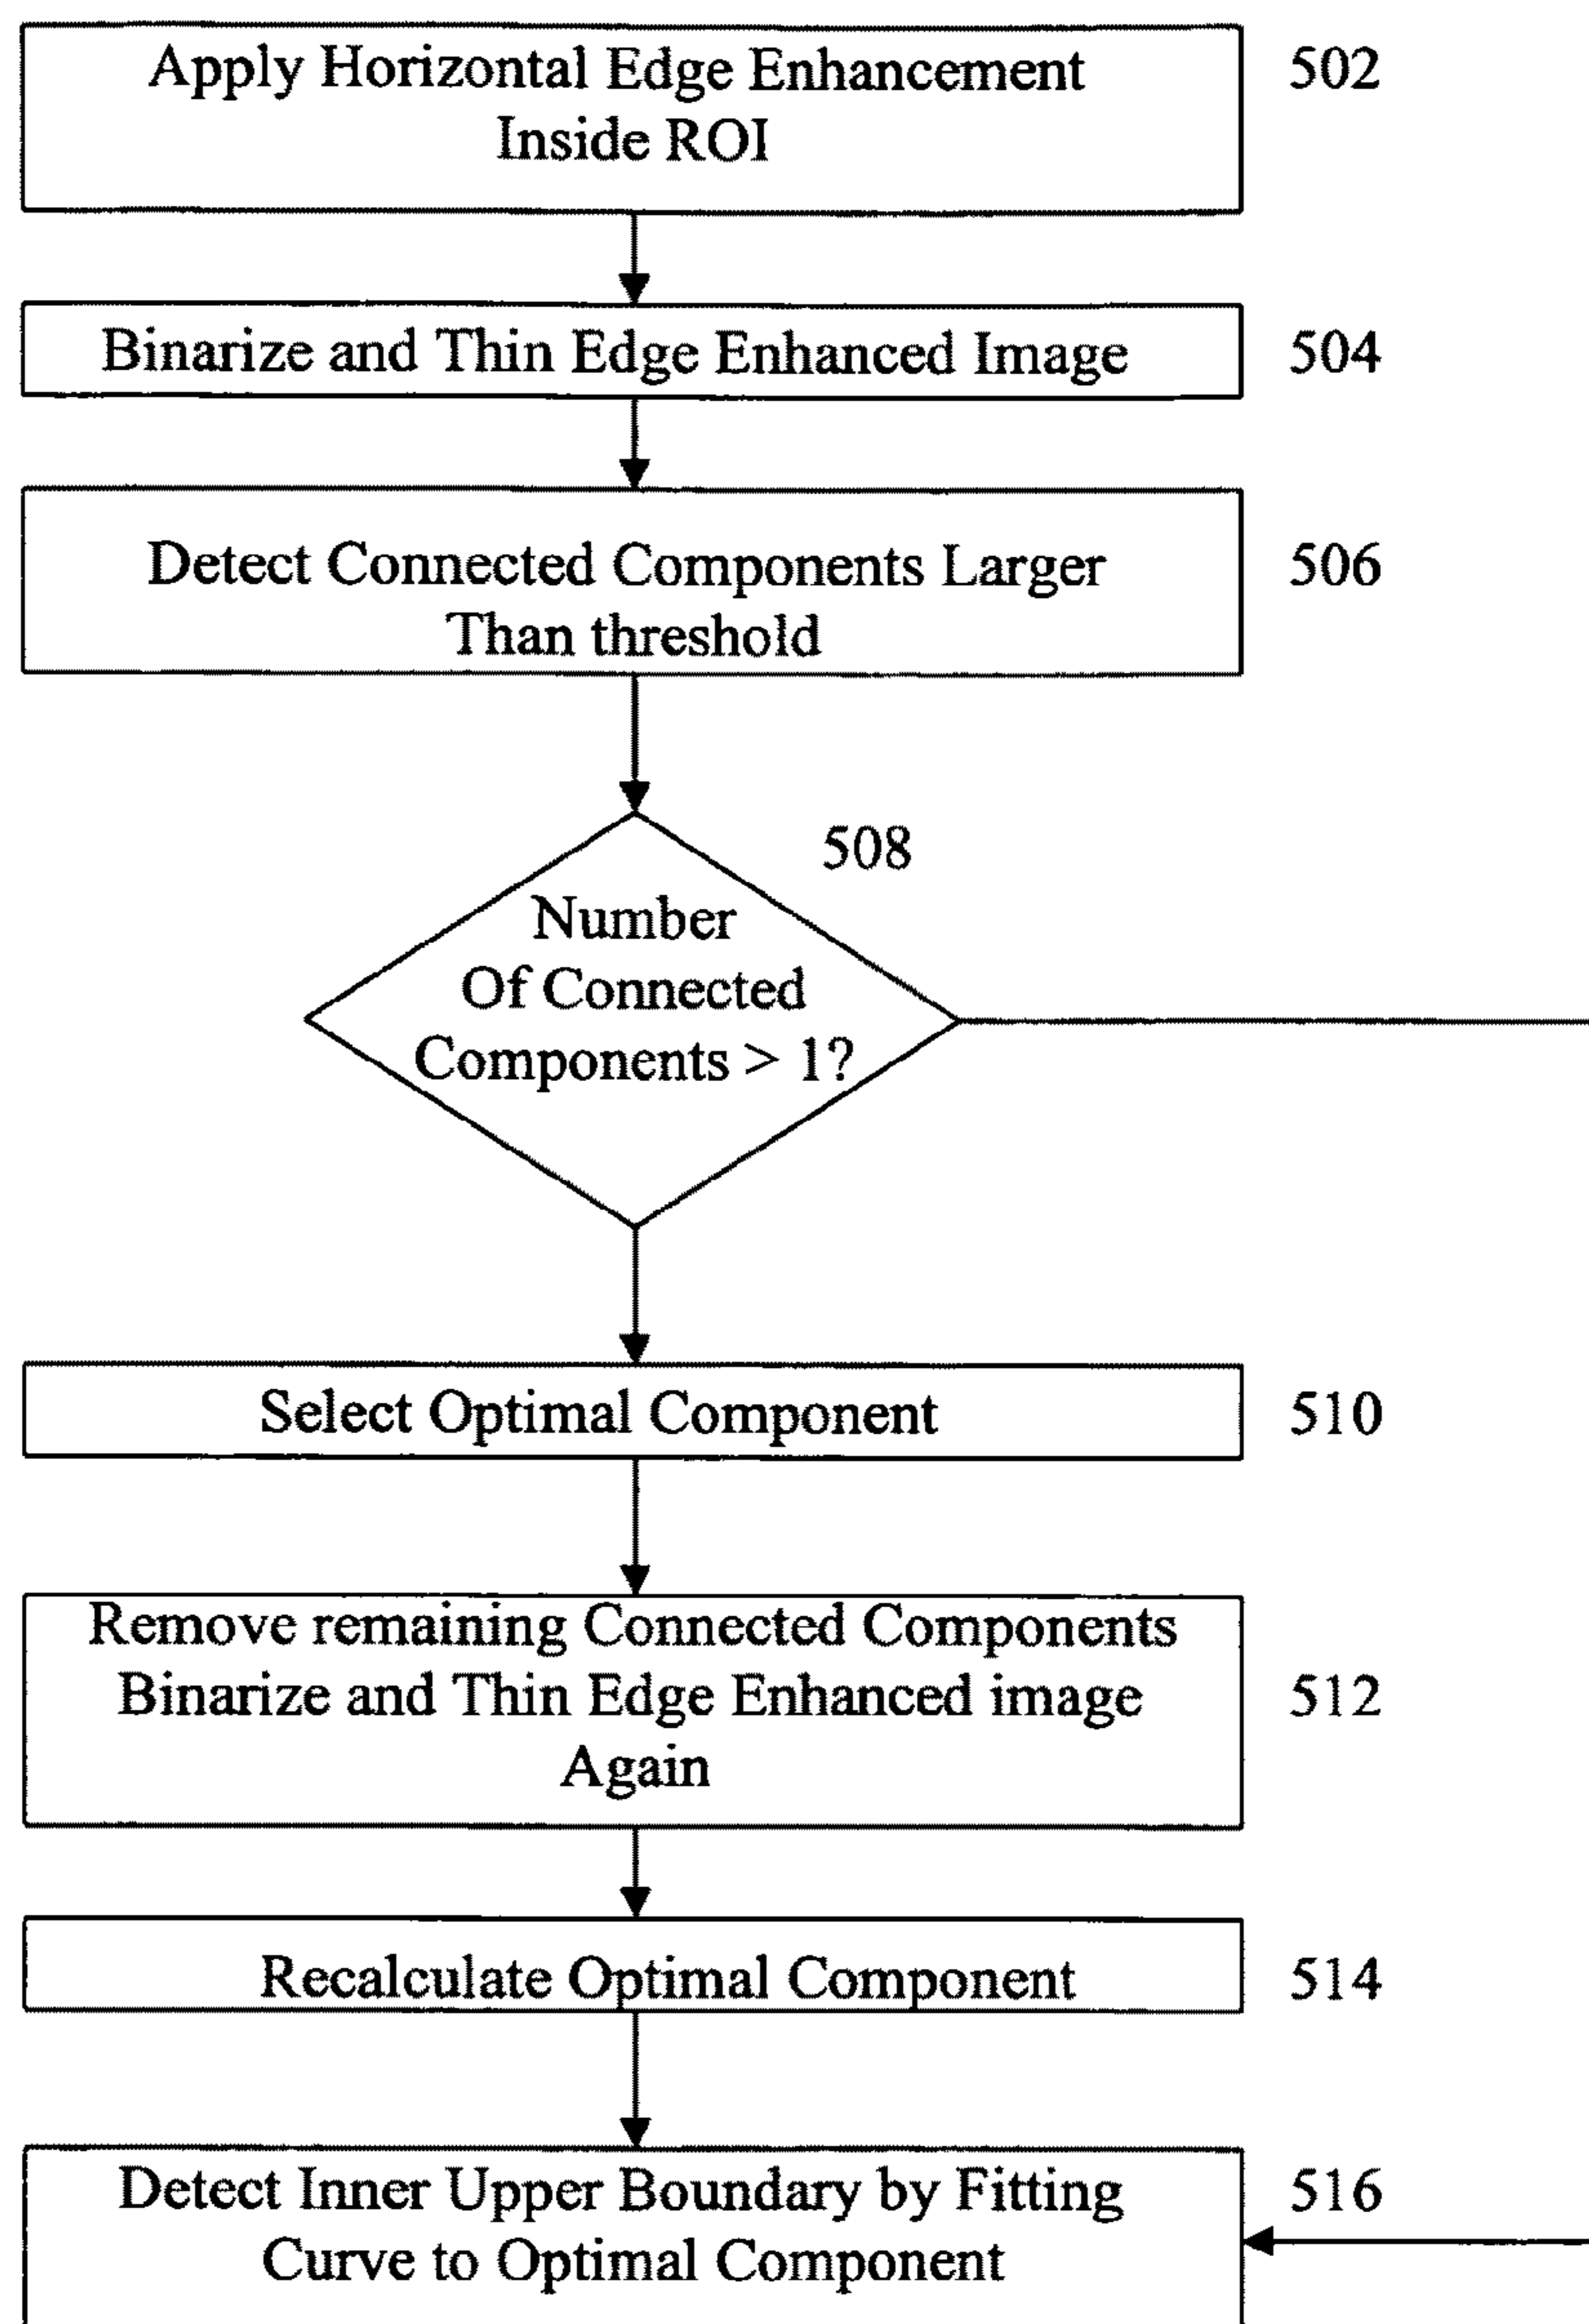 Apply Horizontal Edge Enhancement
Inside ROI
502
Binarize and Thin Edge Enhanced Image
504
Detect Connected Components Larger
Than threshold
506
508
Number
Of Connected
Components > 1?
Select Optimal Component
510
Remove remaining Connected Components
Binarize and Thin Edge Enhanced image
Again
512
Recalculate Optimal Component
514
Detect Inner Upper Boundary by Fitting
Curve to Optimal Component
516